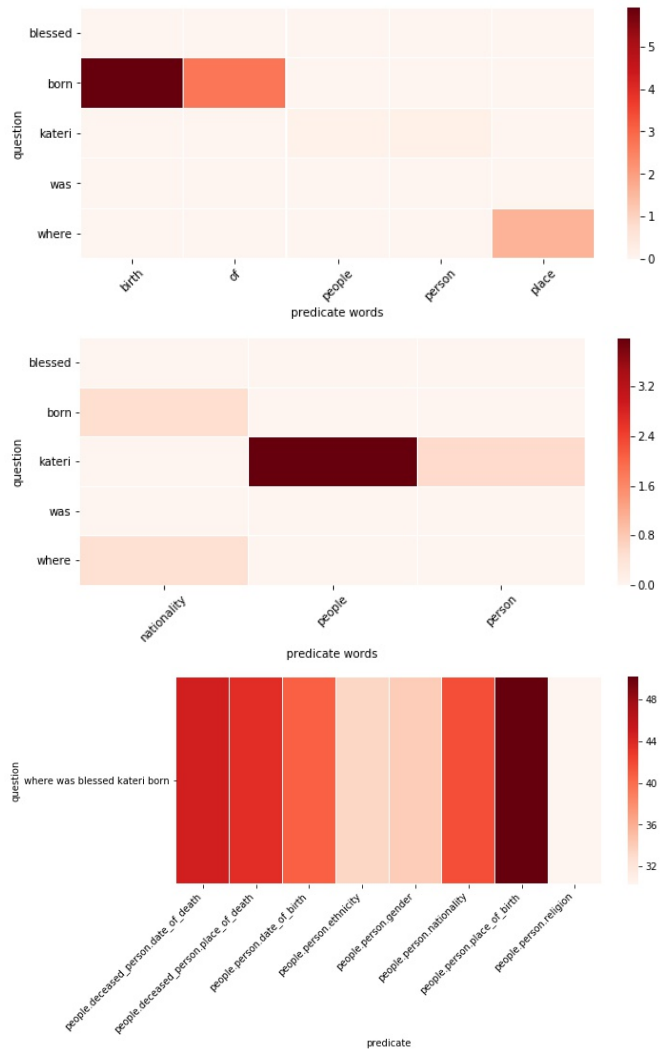 blessed
born
kateri
was
where
question
birth
of
people
person
place
predicate words
5
4
3
2
1
0
blessed
born
kateri
was
where
question
nationality
people
person
predicate words
3.2
2.4
1.6
0.8
0.0
question
where was blessed kateri born
people.deceased_person.date_of_death
people.deceased_person.place_of_death
people.person.date_of_birth
people.person.ethnicity
people.person.gender
people.person.nationality
people.person.place_of_birth
people.person.religion
predicate
48
44
40
36
32